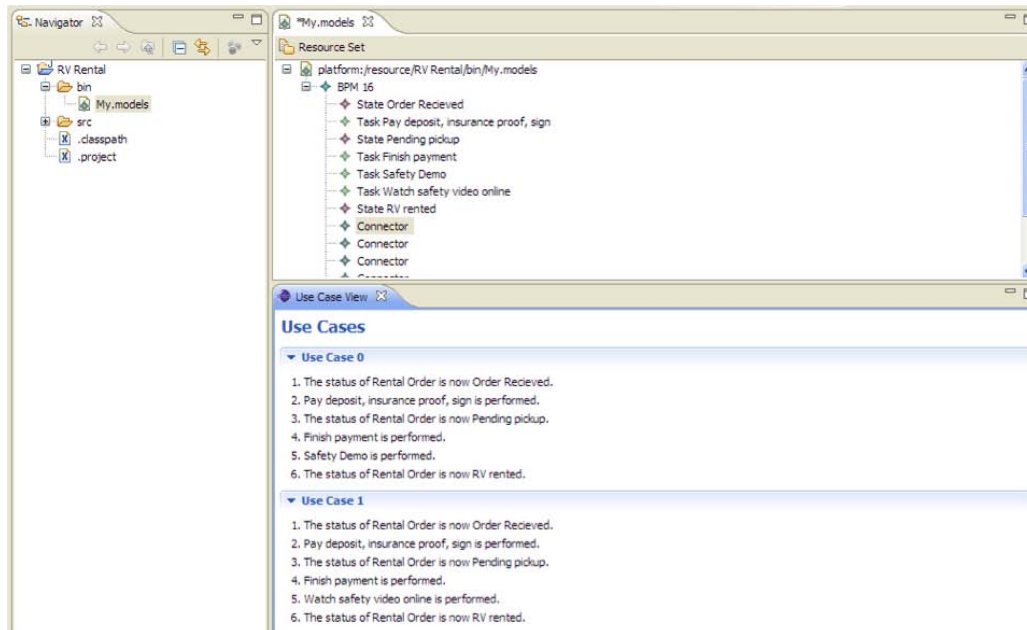 Navigator
RV Rental
bin
My.models
src
.classpath
.project
*My.models
Resource Set
platform:/resource/RV Rental/bin/My.models
BPM 16
State Order Recieved
Task Pay deposit, insurance proof, sign
State Pending pickup
Task Finish payment
Task Safety Demo
Task Watch safety video online
State RV rented
Connector
Connector
Connector
Connector
Use Case View
Use Cases
Use Case 0
1. The status of Rental Order is now Order Recieved.
2. Pay deposit, insurance proof, sign is performed.
3. The status of Rental Order is now Pending pickup.
4. Finish payment is performed.
5. Safety Demo is performed.
6. The status of Rental Order is now RV rented.
Use Case 1
1. The status of Rental Order is now Order Recieved.
2. Pay deposit, insurance proof, sign is performed.
3. The status of Rental Order is now Pending pickup.
4. Finish payment is performed.
5. Watch safety video online is performed.
6. The status of Rental Order is now RV rented.